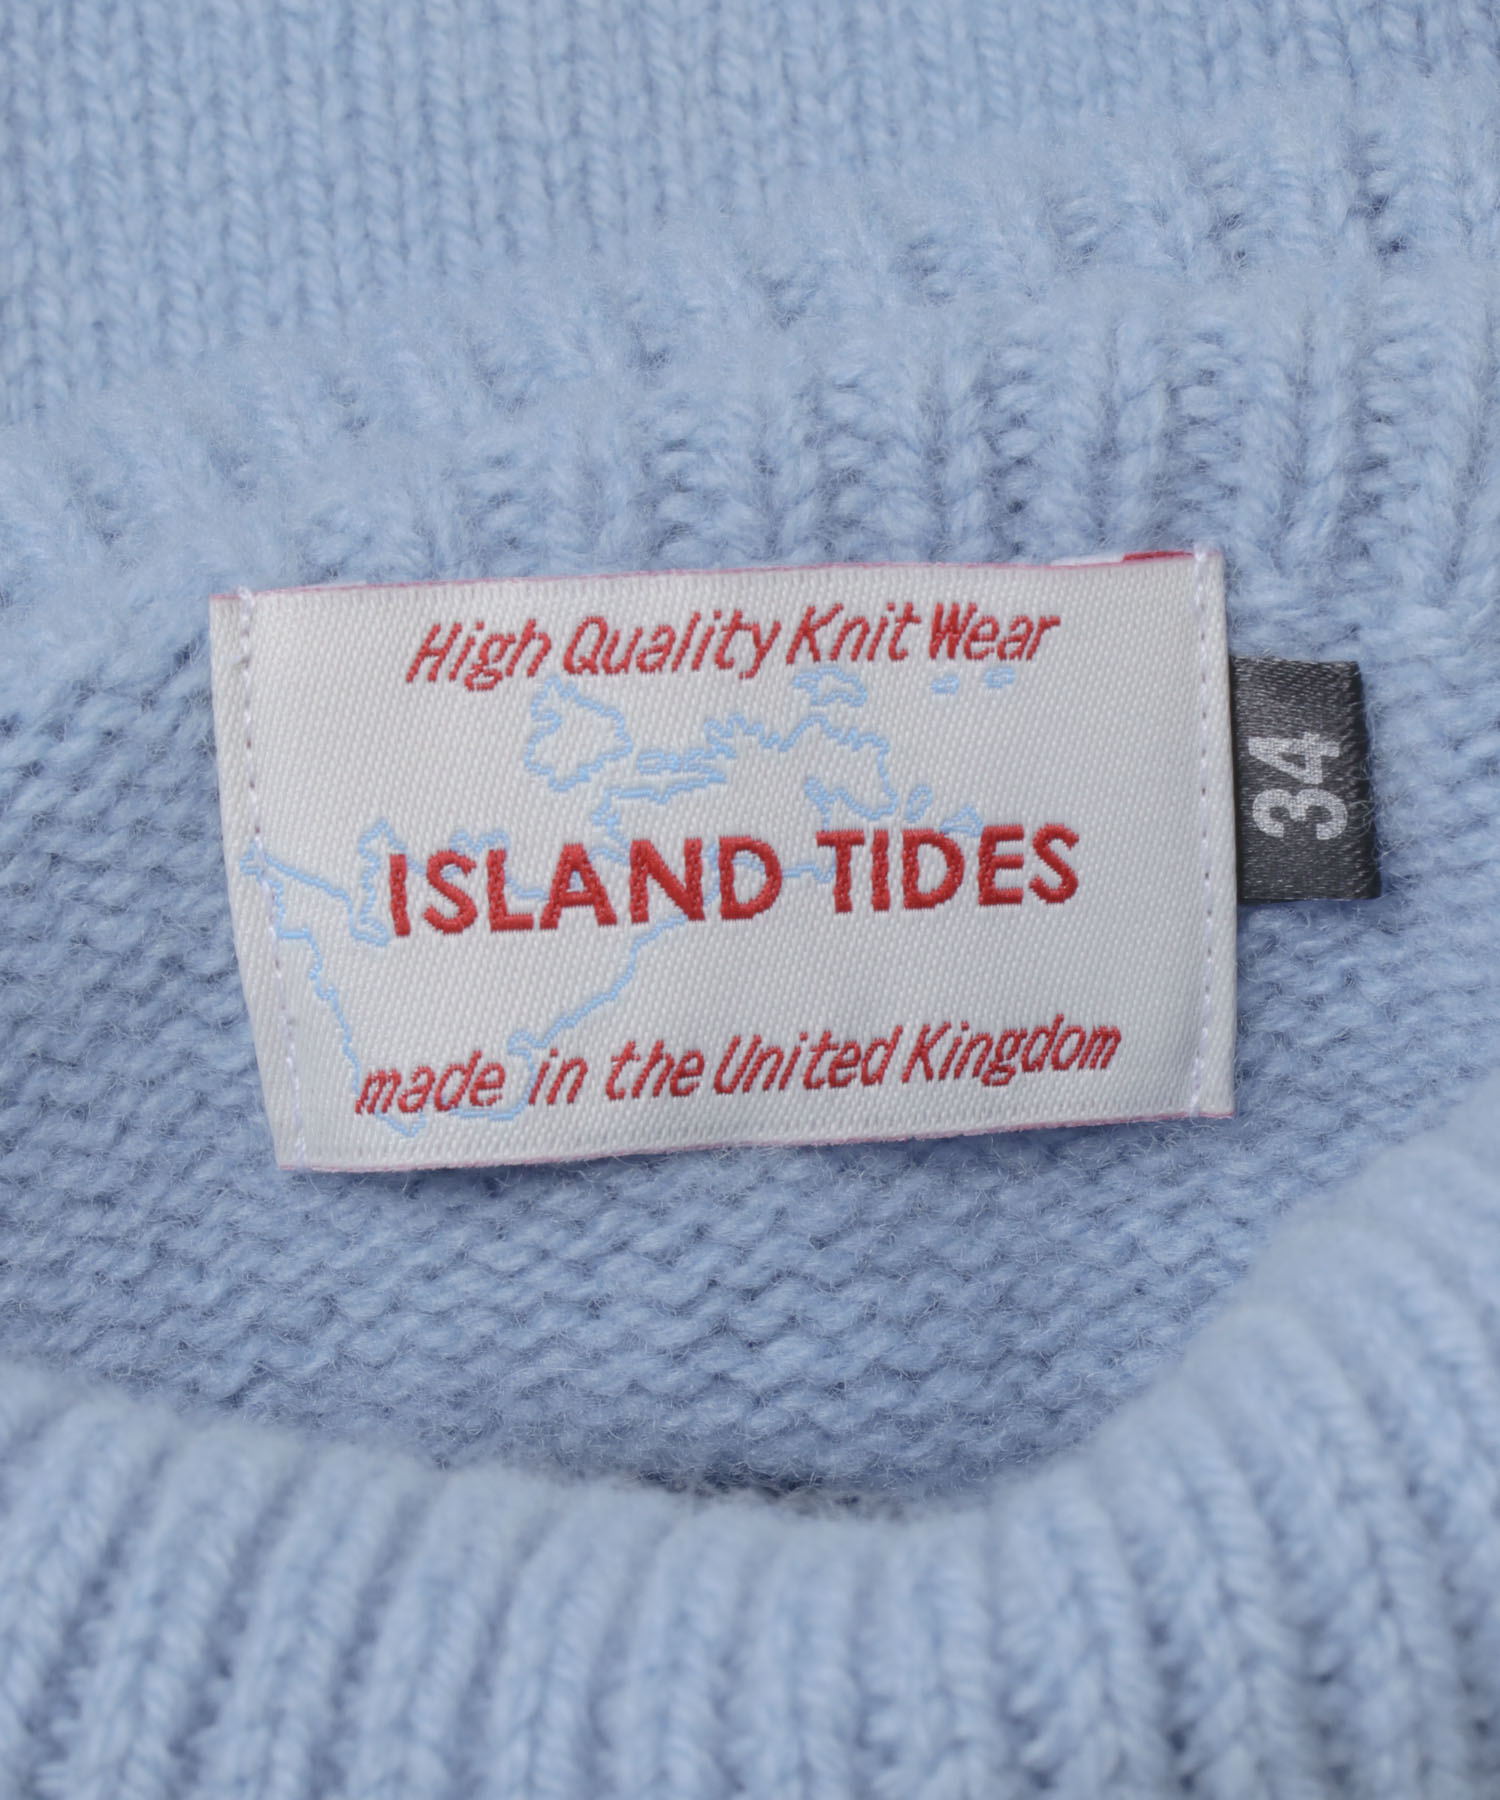 High Quality Knit Wear
ISLAND TIDES
made in the United Kingdom
34